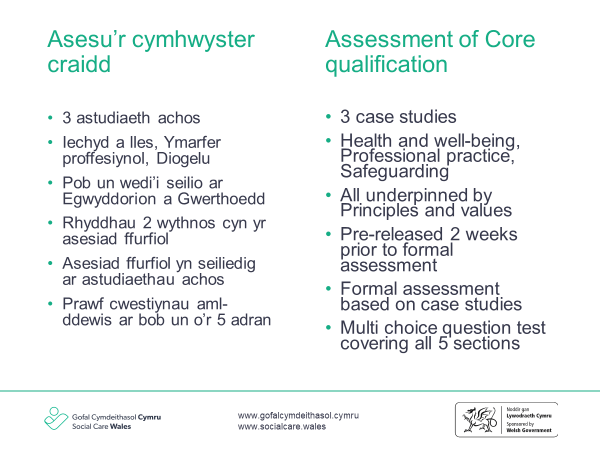 Asesu'r cymhwyster
craidd
• 3 astudiaeth achos
• Iechyd a lles, Ymarfer
proffesiynol, Diogelu
• Pob un wedi'i seilio ar
Egwyddorion a Gwerthoedd
• Rhyddhau 2 wythnos cyn yr
asesiad ffurfiol
• Asesiad ffurfiol yn seiliedig
ar astudiaethau achos
• Prawf cwestiynau aml-
ddewis ar bob un o'r 5 adran
Assessment of Core
qualification
• 3 case studies
• Health and well-being,
Professional practice,
Safeguarding
• All underpinned by
Principles and values
• Pre-released 2 weeks
prior to formal
assessment
• Formal assessment
based on case studies
• Multi choice question test
covering all 5 sections
Gofal Cymdeithasol Cymru
Social Care Wales
www.gofalcymdeithasol.cymru
www.socialcare.wales
Noddir gan
Lywodraeth Cymru
Sponsored by
Welsh Government